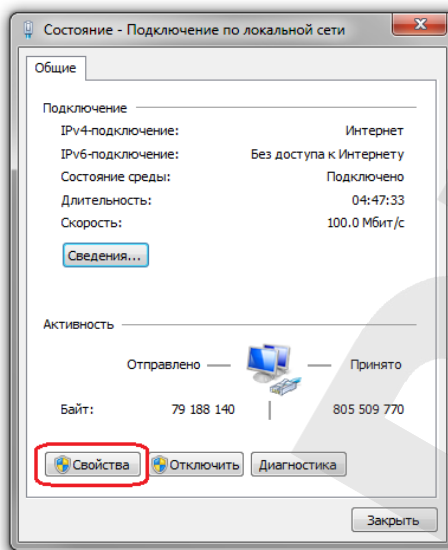 Состояние - Подключение по локальной сети
Общие
Подключение
IPv4-подключение: Интернет
IPv6-подключение: Без доступа к Интернету
Состояние среды: Подключено
Длительность: 04:47:33
Скорость: 100.0 Мбит/с
Сведения...
Активность
Отправлено — — Принято
Байт: 79 188 140 805 509 770
Свойства Отключить Диагностика
Закрыть